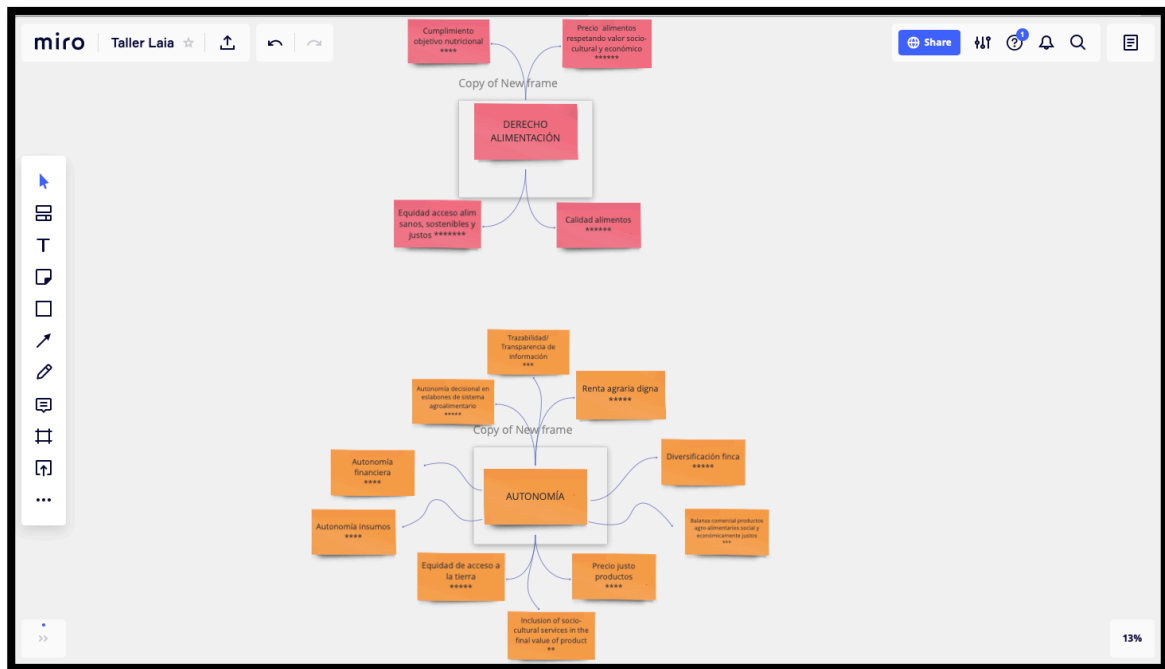 miro
Taller Laia
Share
1
Cumplimiento
objetivo nutricional
****
Precio alimentos
respetando valor socio-
cultural y económico
******
Copy of New frame
DERECHO
ALIMENTACIÓN
Equidad acceso alim
sanos, sostenibles y
justos *******
Calidad alimentos
******
Trazabilidad/
Transparencia de
información
***
Autonomía decisional en
eslabones de sistema
agroalimentario
*****
Renta agraria digna
*****
Copy of New frame
Autonomía
financiera
****
Diversificación finca
*****
AUTONOMÍA
Autonomía insumos
****
Balanza comercial productos
agro-alimentarios social y
económicamente justos
***
Equidad de acceso a
la tierra
*****
Precio justo
productos
****
Inclusion of socio-
cultural services in the
final value of product
**
13%